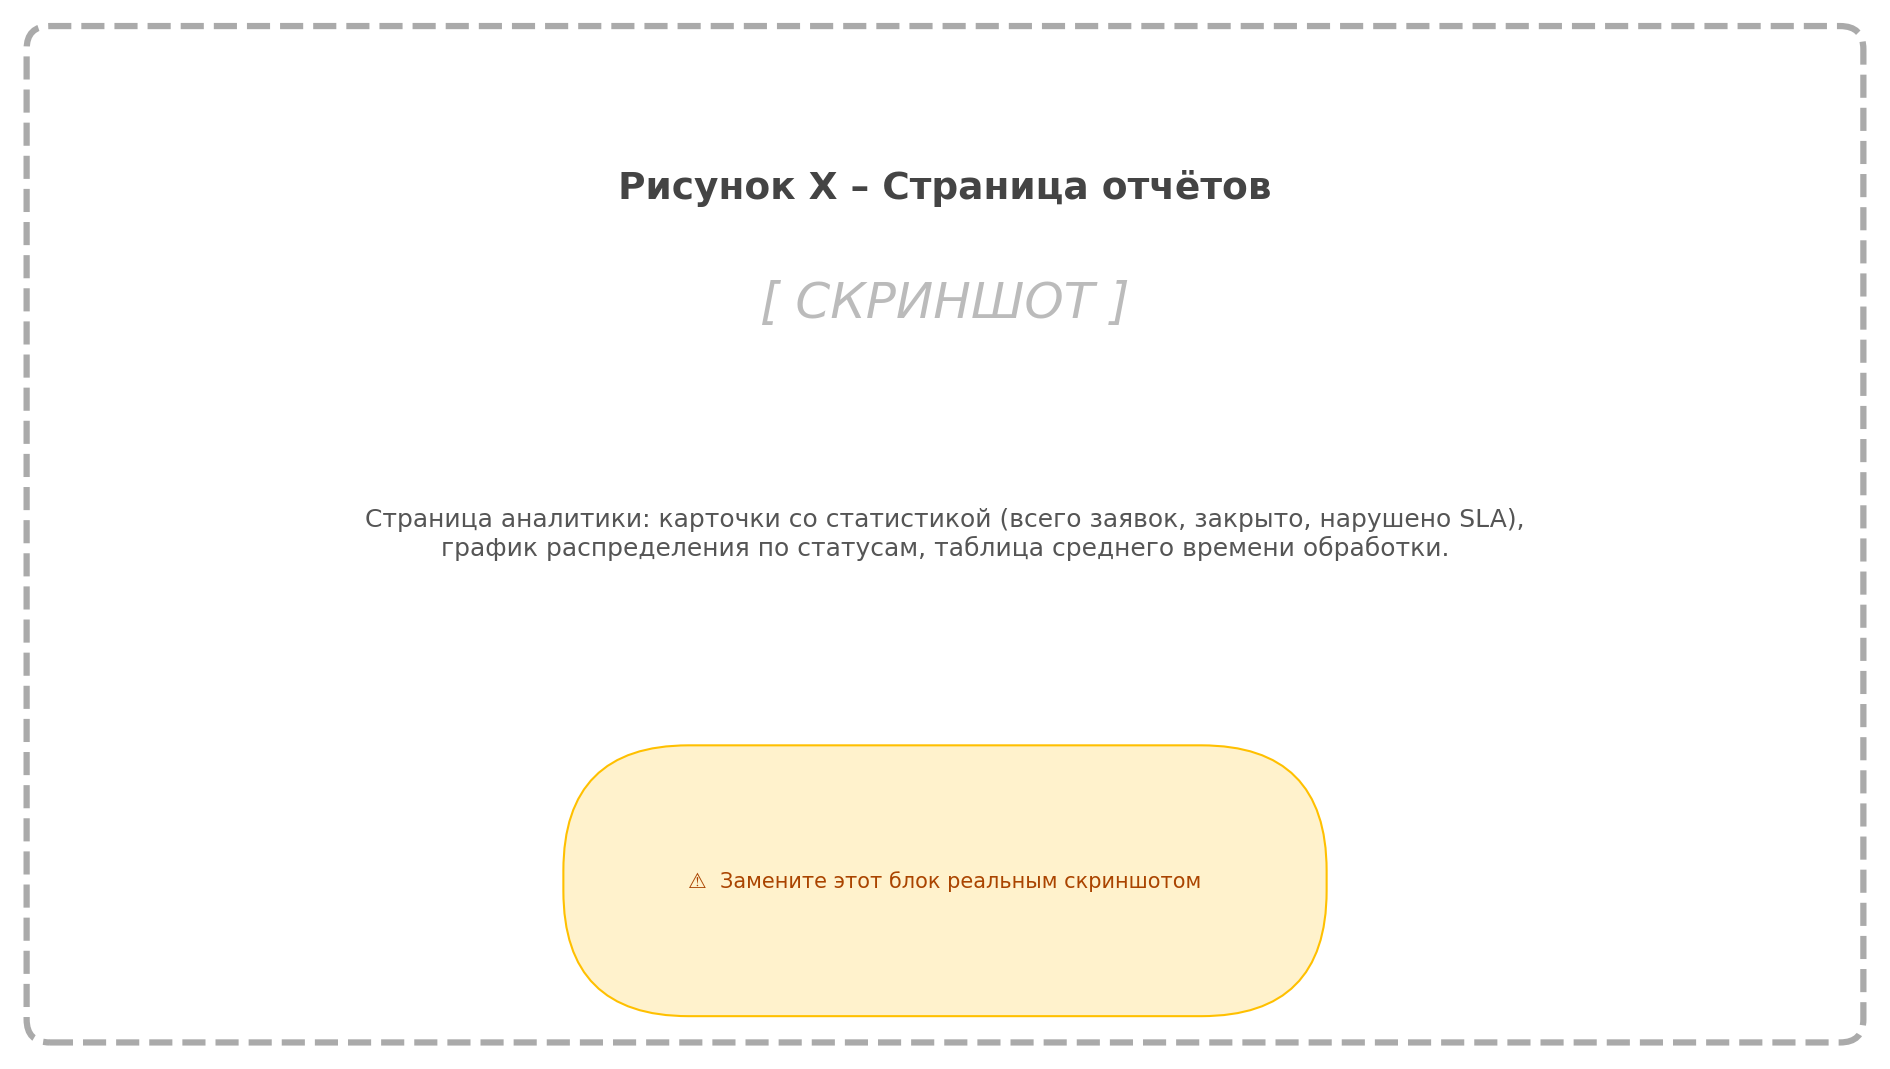 Рисунок X – Страница отчётов
[ СКРИНШОТ ]
Страница аналитики: карточки со статистикой (всего заявок, закрыто, нарушено SLA),
график распределения по статусам, таблица среднего времени обработки.
⚠ Замените этот блок реальным скриншотом